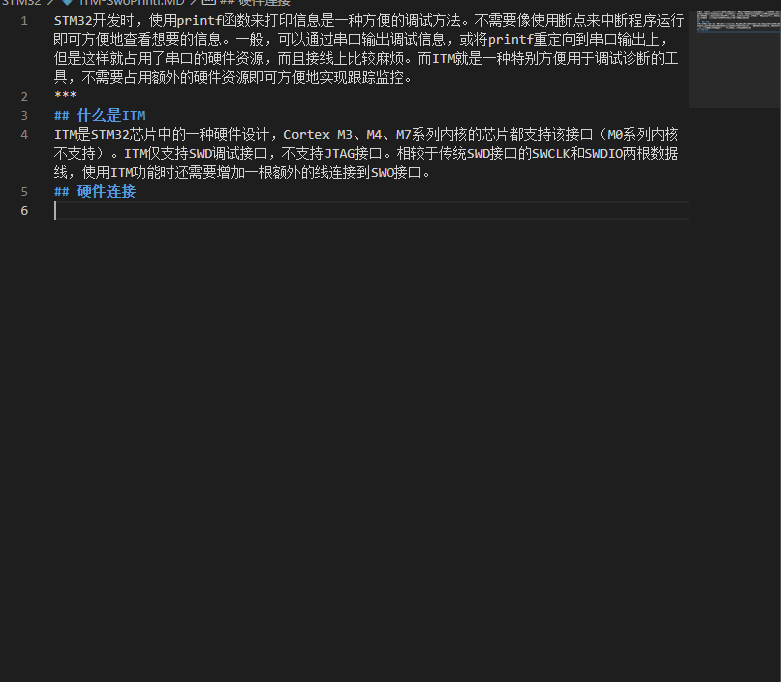 STM32 > ITM-SwoPrintf.MD > ## 硬件连接
1 STM32开发时，使用printf函数来打印信息是一种方便的调试方法。不需要像使用断点来中断程序运行
即可方便地查看想要的信息。一般，可以通过串口输出调试信息，或将printf重定向到串口输出上，
但是这样就占用了串口的硬件资源，而且接线上比较麻烦。而ITM就是一种特别方便用于调试诊断的工
具，不需要占用额外的硬件资源即可方便地实现跟踪监控。
2 ***
3 ## 什么是ITM
4 ITM是STM32芯片中的一种硬件设计，Cortex M3、M4、M7系列内核的芯片都支持该接口（M0系列内核
不支持）。ITM仅支持SWD调试接口，不支持JTAG接口。相较于传统SWD接口的SWCLK和SWDIO两根数据
线，使用ITM功能时还需要增加一根额外的线连接到SWO接口。
5 ## 硬件连接
6